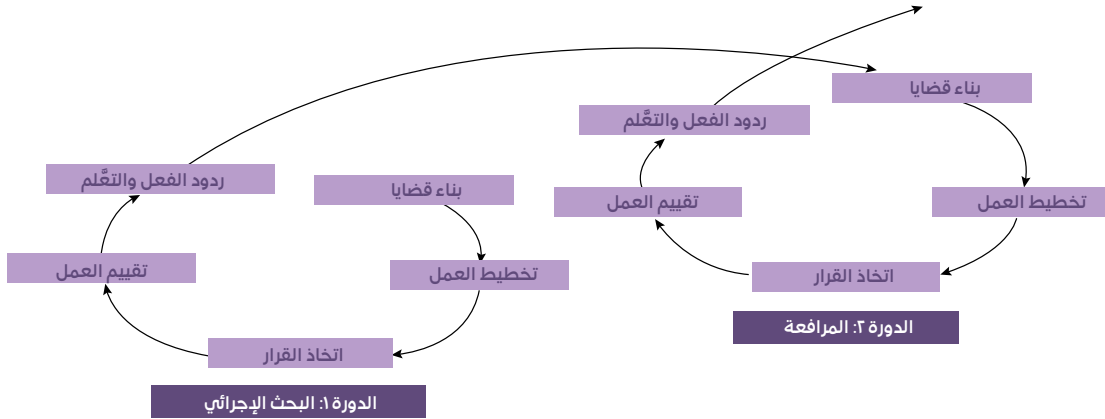 بناء قضايا
ردود الفعل والتعَّلم
تخطيط العمل
تقييم العمل
اتخاذ القرار
الدورة ٢: المرافعة
بناء قضايا
ردود الفعل والتعَّلم
تخطيط العمل
تقييم العمل
اتخاذ القرار
الدورة ١: البحث الإجرائي